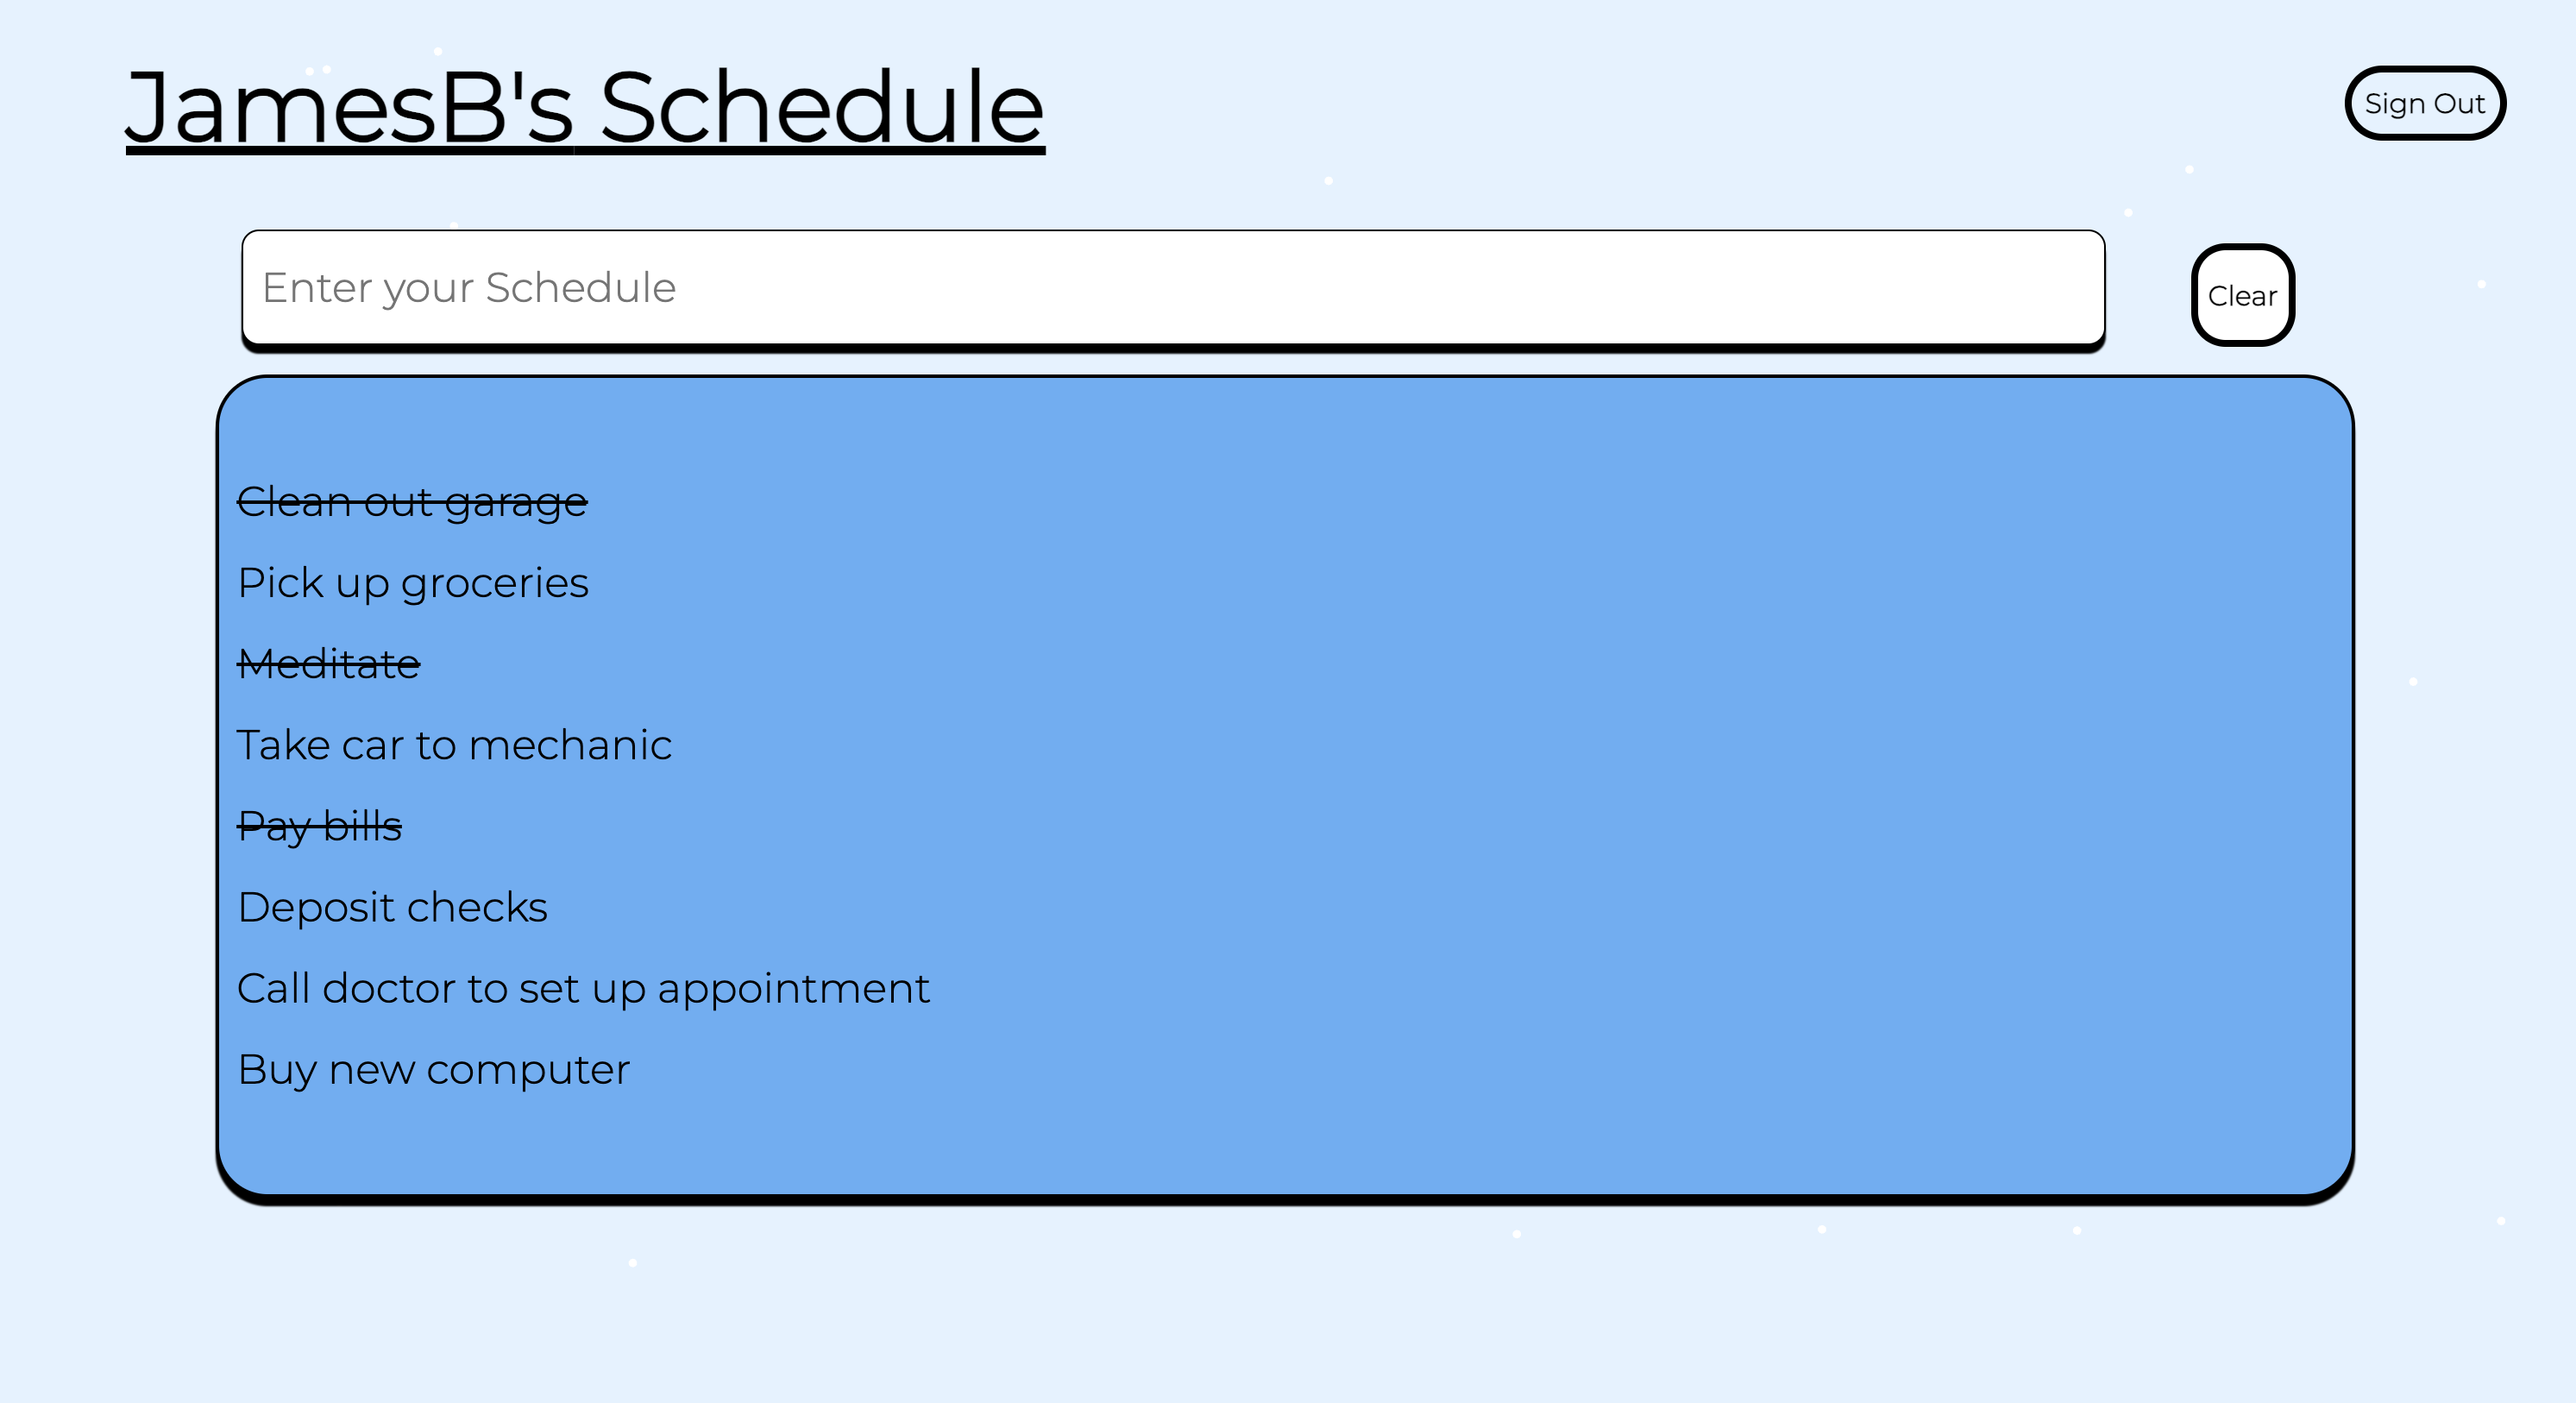 JamesB's Schedule
Sign Out
Enter your Schedule
Clear
Clean out garage
Pick up groceries
Meditate
Take car to mechanic
Pay bills
Deposit checks
Call doctor to set up appointment
Buy new computer